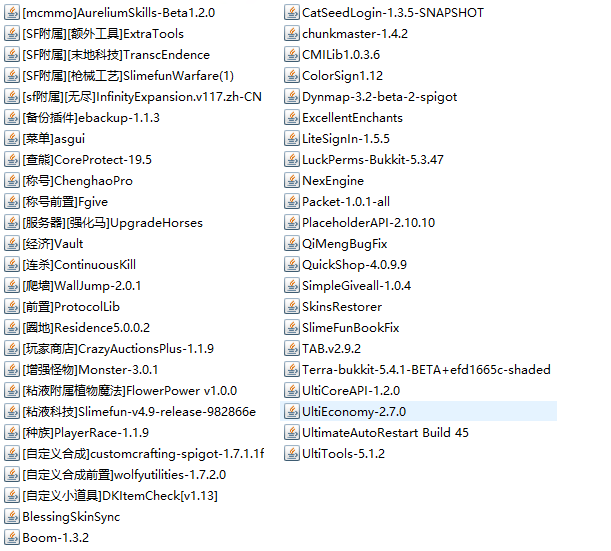 [mcmmo]AureliumSkills-Beta1.2.0
[SF附属][额外工具]ExtraTools
[SF附属][末地科技]TranscEndence
[SF附属][枪械工艺]SlimefunWarfare(1)
[sf附属][无尽]InfinityExpansion.v117.zh-CN
[备份插件]ebackup-1.1.3
[菜单]asgui
[查熊]CoreProtect-19.5
[称号]ChenghaoPro
[称号前置]Fgive
[服务器][强化马]UpgradeHorses
[经济]Vault
[连杀]ContinuousKill
[爬墙]WallJump-2.0.1
[前置]ProtocolLib
[圈地]Residence5.0.0.2
[玩家商店]CrazyAuctionsPlus-1.1.9
[增强怪物]Monster-3.0.1
[粘液附属植物魔法]FlowerPower v1.0.0
[粘液科技]Slimefun-v4.9-release-982866e
[种族]PlayerRace-1.1.9
[自定义合成]customcrafting-spigot-1.7.1.1f
[自定义合成前置]wolfyutilities-1.7.2.0
[自定义小道具]DKItemCheck[v1.13]
BlessingSkinSync
Boom-1.3.2
CatSeedLogin-1.3.5-SNAPSHOT
chunkmaster-1.4.2
CMILib1.0.3.6
ColorSign1.12
Dynmap-3.2-beta-2-spigot
ExcellentEnchants
LiteSignIn-1.5.5
LuckPerms-Bukkit-5.3.47
NexEngine
Packet-1.0.1-all
PlaceholderAPI-2.10.10
QiMengBugFix
QuickShop-4.0.9.9
SimpleGiveall-1.0.4
SkinsRestorer
SlimeFunBookFix
TAB.v2.9.2
Terra-bukkit-5.4.1-BETA+efd1665c-shaded
UltiCoreAPI-1.2.0
UltiEconomy-2.7.0
UltimateAutoRestart Build 45
UltiTools-5.1.2